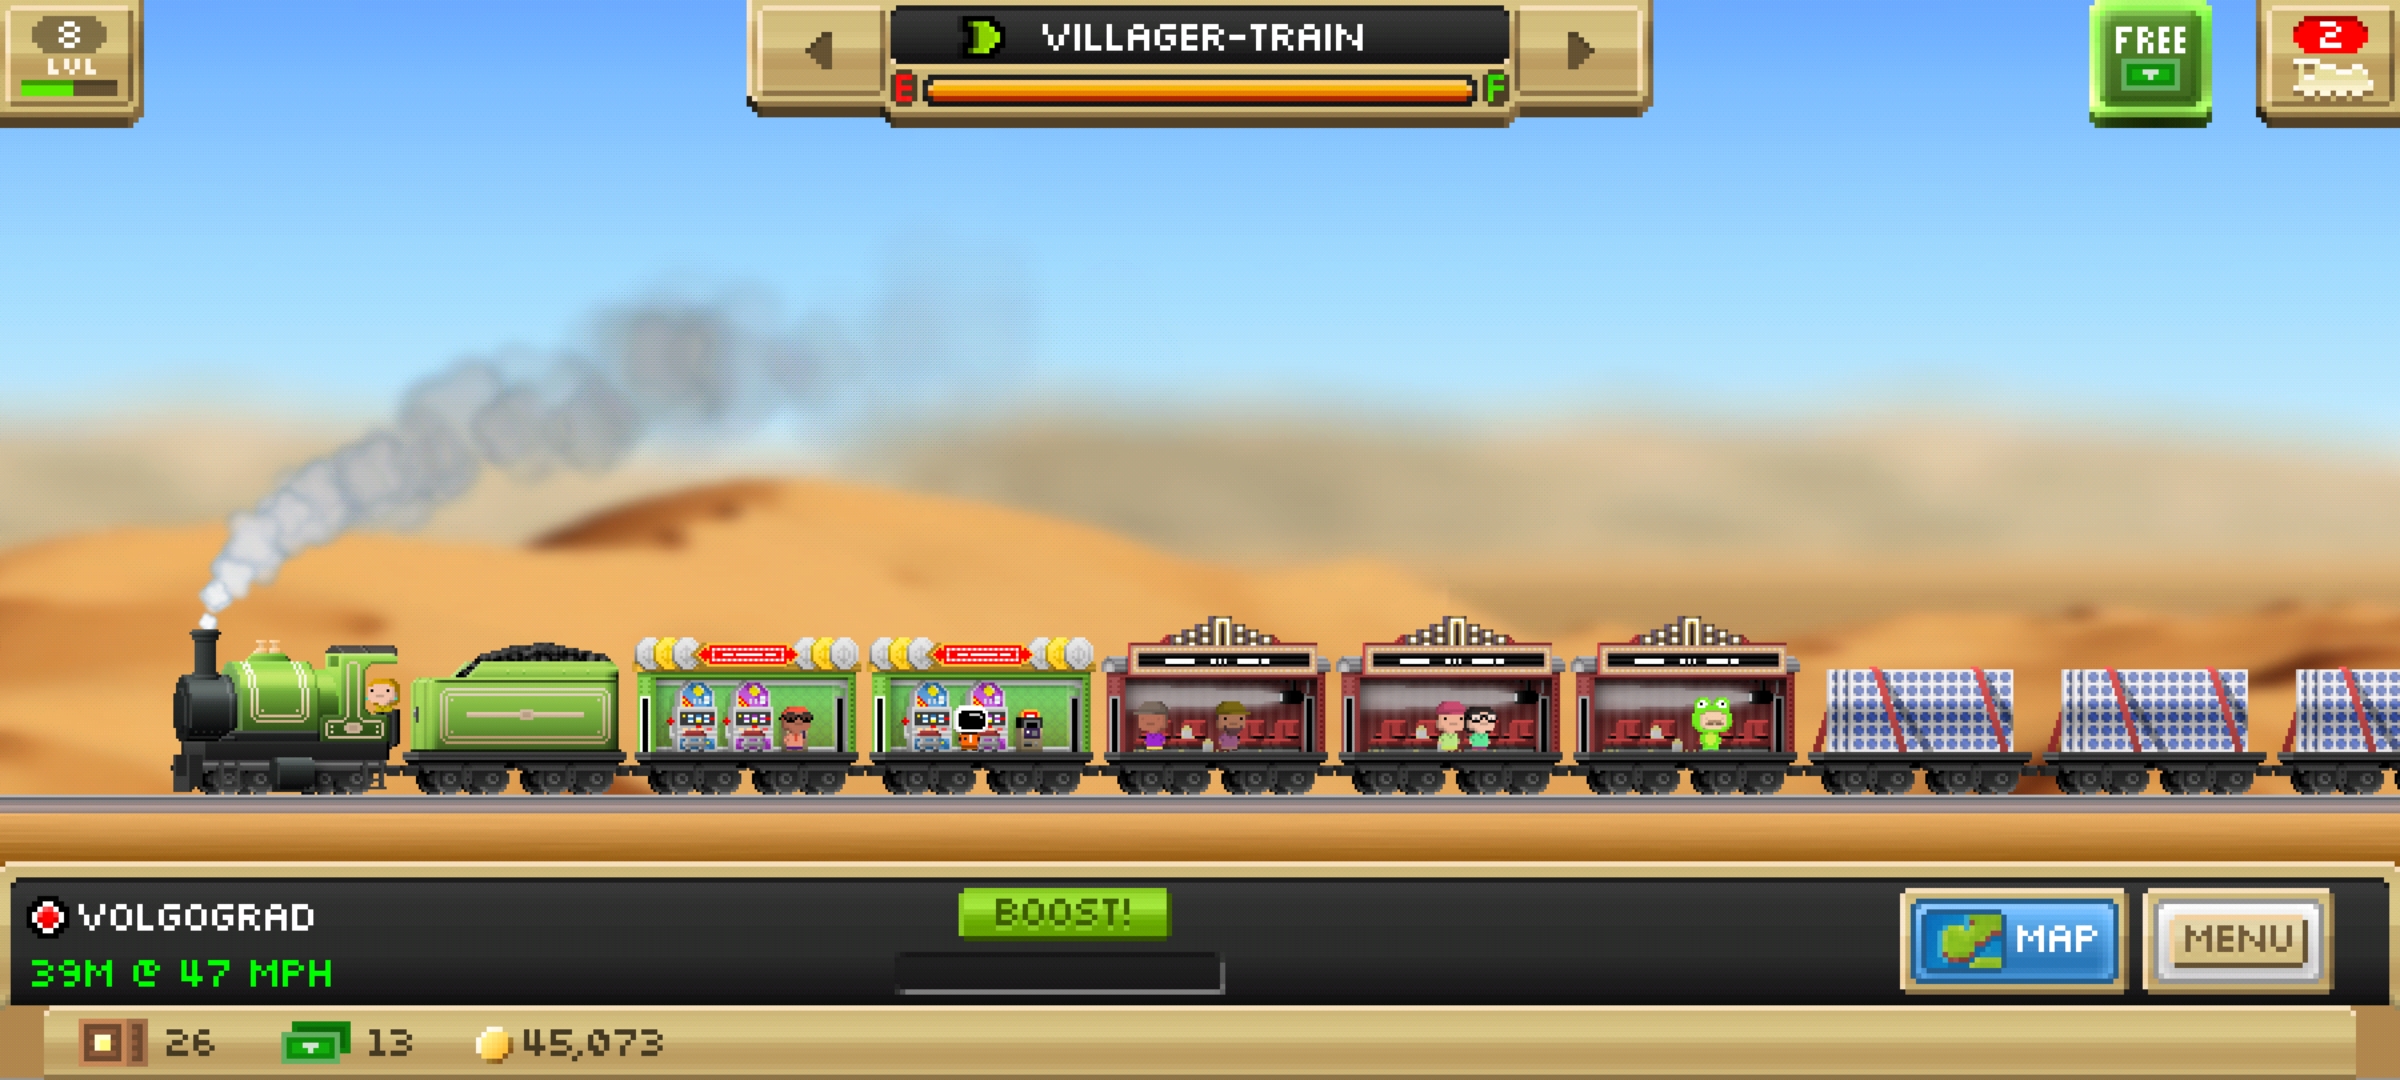 8
LVL
VILLAGER-TRAIN
E F
FREE
2
VOLGOGRAD
39M @ 47 MPH
BOOST!
MAP
MENU
26
13
45,073